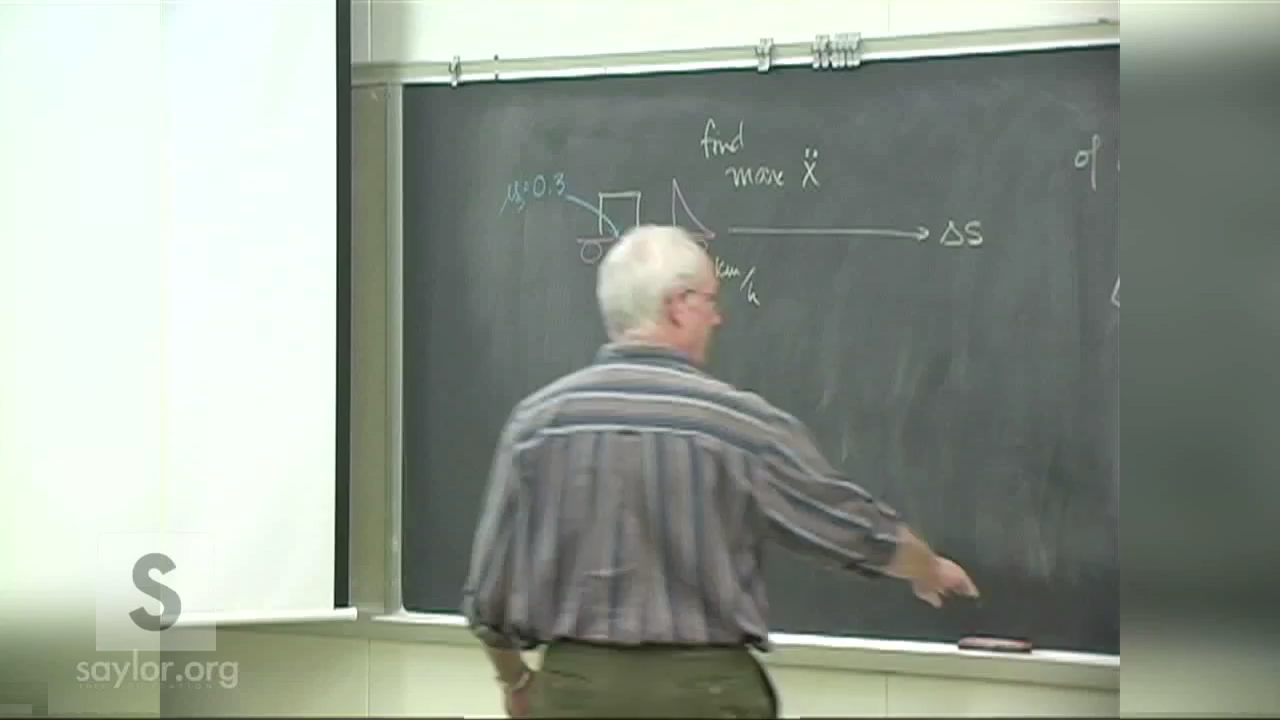 find
max ẍ
μs = 0.3
ΔS
km/h
of
S
saylor.org